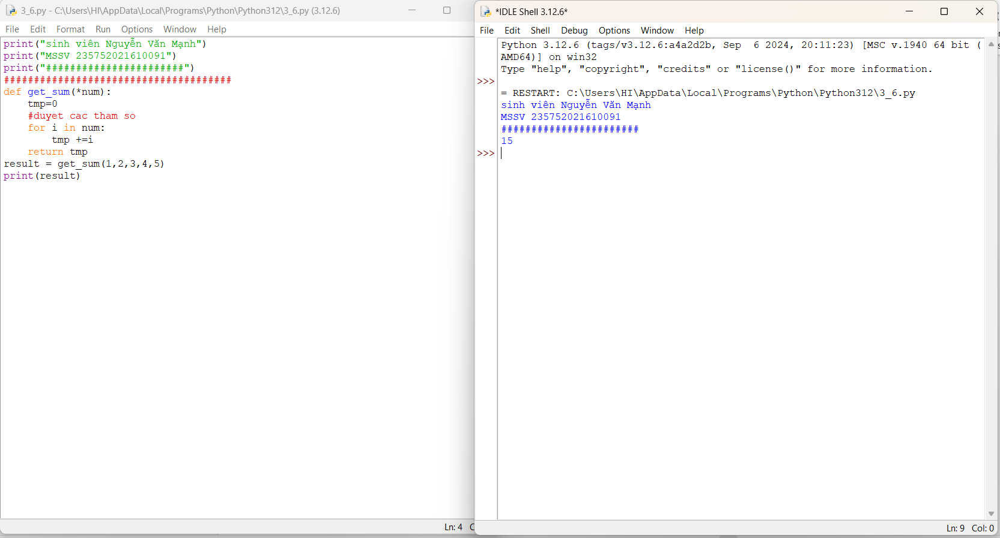 3_6.py - C:\Users\HI\AppData\Local\Programs\Python\Python312\3_6.py (3.12.6)
File Edit Format Run Options Window Help
print("sinh viên Nguyễn Văn Mạnh")
print("MSSV 235752021610091")
print("#######################")
######################################
def get_sum(*num):
    tmp=0
    #duyet cac tham so
    for i in num:
        tmp +=i
    return tmp
result = get_sum(1,2,3,4,5)
print(result)
Ln: 4
*IDLE Shell 3.12.6*
File Edit Shell Debug Options Window Help
Python 3.12.6 (tags/v3.12.6:a4a2d2b, Sep  6 2024, 20:11:23) [MSC v.1940 64 bit (
AMD64)] on win32
Type "help", "copyright", "credits" or "license()" for more information.
>>>
= RESTART: C:\Users\HI\AppData\Local\Programs\Python\Python312\3_6.py
sinh viên Nguyễn Văn Mạnh
MSSV 235752021610091
#######################
15
>>>
Ln: 9 Col: 0